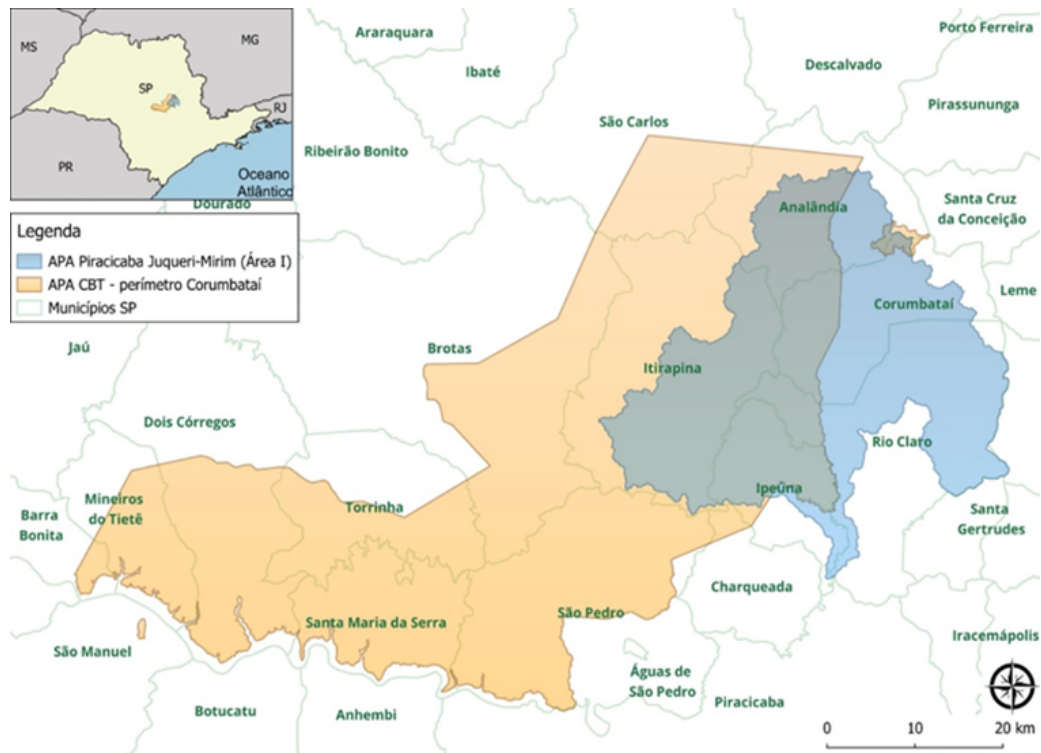 MS
MG
SP
RJ
PR
Oceano
Atlântico
Araraquara
Porto Ferreira
Ibaté
Descalvado
Pirassununga
São Carlos
Ribeirão Bonito
Dourado
Analândia
Santa Cruz
da Conceição
Legenda
APA Piracicaba Juqueri-Mirim (Área I)
APA CBT - perímetro Corumbataí
Municípios SP
Leme
Corumbataí
Jaú
Brotas
Itirapina
Dois Córregos
Rio Claro
Mineiros
do Tietê
Torrinha
Ipeúna
Barra
Bonita
Santa
Gertrudes
Charqueada
Santa Maria da Serra
São Pedro
São Manuel
Iracemápolis
Águas de
São Pedro
Piracicaba
Botucatu
Anhembi
0 10 20 km